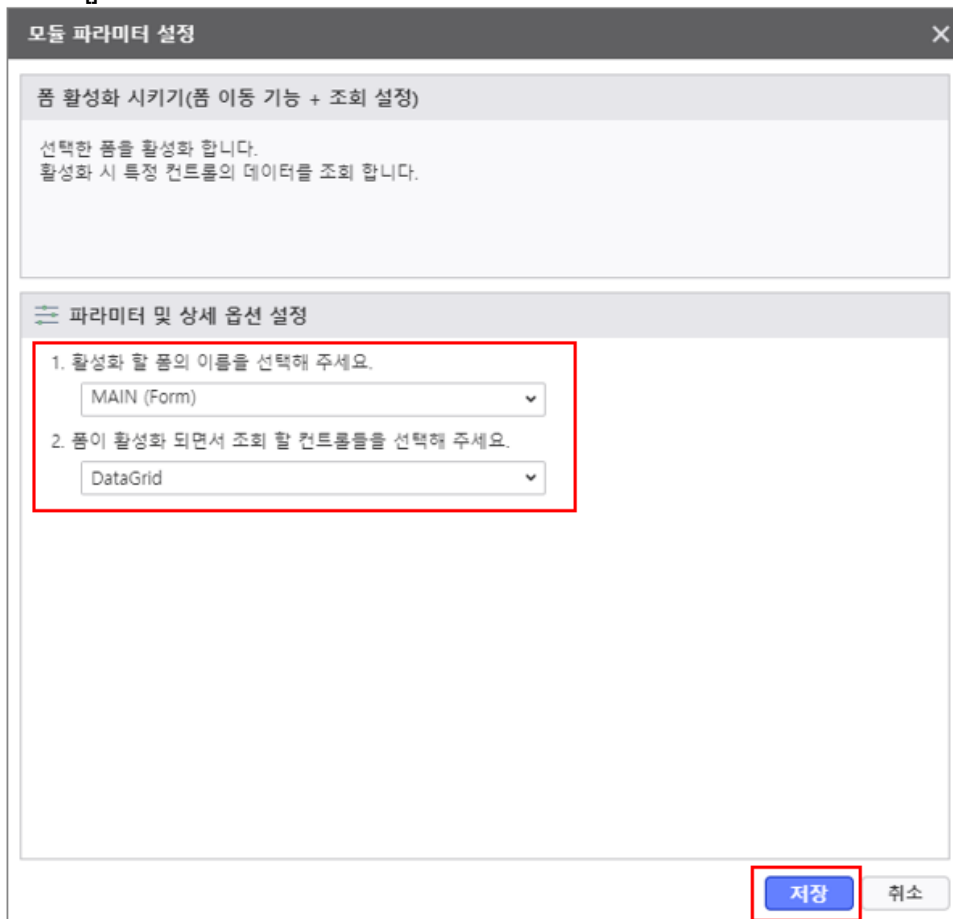 모듈 파라미터 설정
폼 활성화 시키기(폼 이동 기능 + 조회 설정)
선택한 폼을 활성화 합니다.
활성화 시 특정 컨트롤의 데이터를 조회 합니다.
파라미터 및 상세 옵션 설정
1. 활성화 할 폼의 이름을 선택해 주세요.
MAIN (Form)
2. 폼이 활성화 되면서 조회 할 컨트롤들을 선택해 주세요.
DataGrid
저장 취소